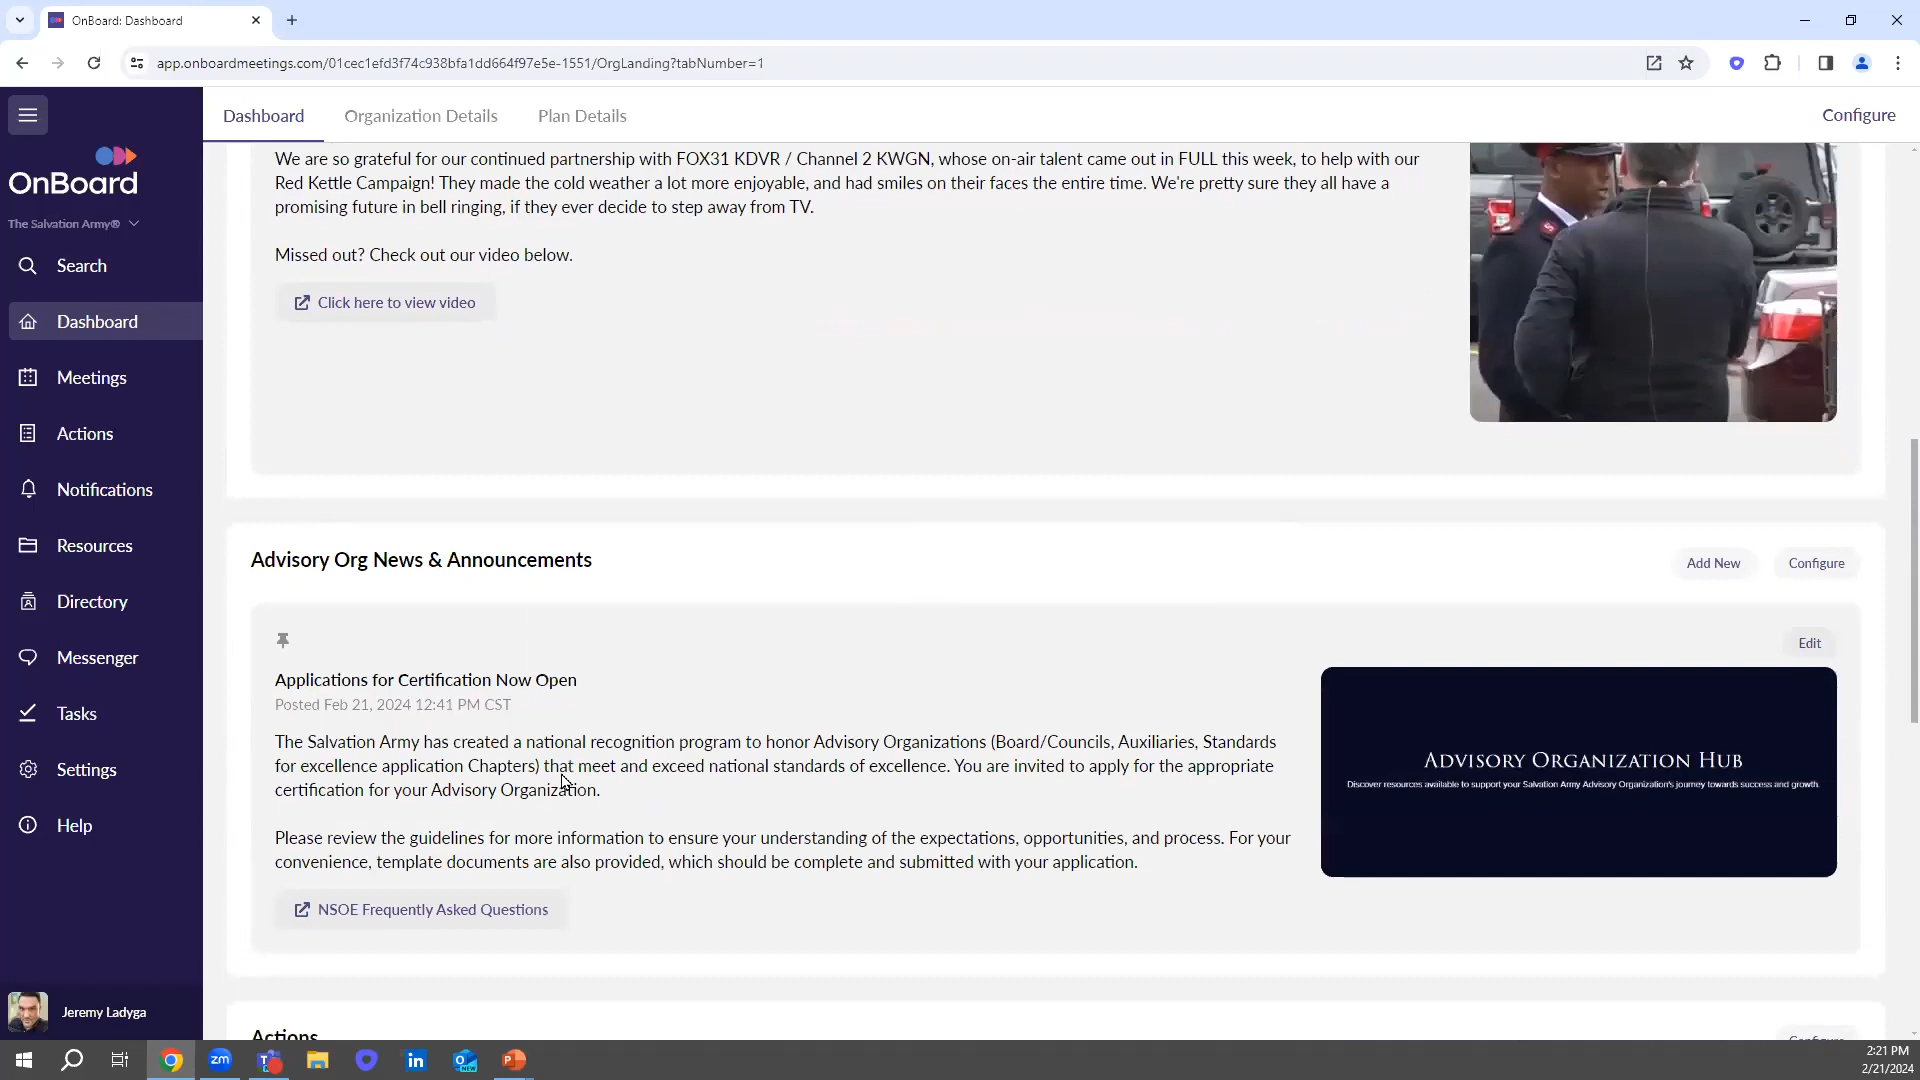 OnBoard: Dashboard
app.onboardmeetings.com/01cec1efd3f74c938bfa1dd664f97e5e-1551/OrgLanding?tabNumber=1
OnBoard
The Salvation Army®
Search
Dashboard
Meetings
Actions
Notifications
Resources
Directory
Messenger
Tasks
Settings
Help
Jeremy Ladyga
Dashboard Organization Details Plan Details Configure
We are so grateful for our continued partnership with FOX31 KDVR / Channel 2 KWGN, whose on-air talent came out in FULL this week, to help with our
Red Kettle Campaign! They made the cold weather a lot more enjoyable, and had smiles on their faces the entire time. We're pretty sure they all have a
promising future in bell ringing, if they ever decide to step away from TV.
Missed out? Check out our video below.
Click here to view video
Advisory Org News & Announcements
Add New Configure
Edit
Applications for Certification Now Open
Posted Feb 21, 2024 12:41 PM CST
The Salvation Army has created a national recognition program to honor Advisory Organizations (Board/Councils, Auxiliaries, Standards
for excellence application Chapters) that meet and exceed national standards of excellence. You are invited to apply for the appropriate
certification for your Advisory Organization.
Please review the guidelines for more information to ensure your understanding of the expectations, opportunities, and process. For your
convenience, template documents are also provided, which should be complete and submitted with your application.
NSOE Frequently Asked Questions
ADVISORY ORGANIZATION HUB
Discover resources available to support your Salvation Army Advisory Organization's journey towards success and growth.
Actions
Configure
zm
in
NEW
P
2:21 PM
2/21/2024